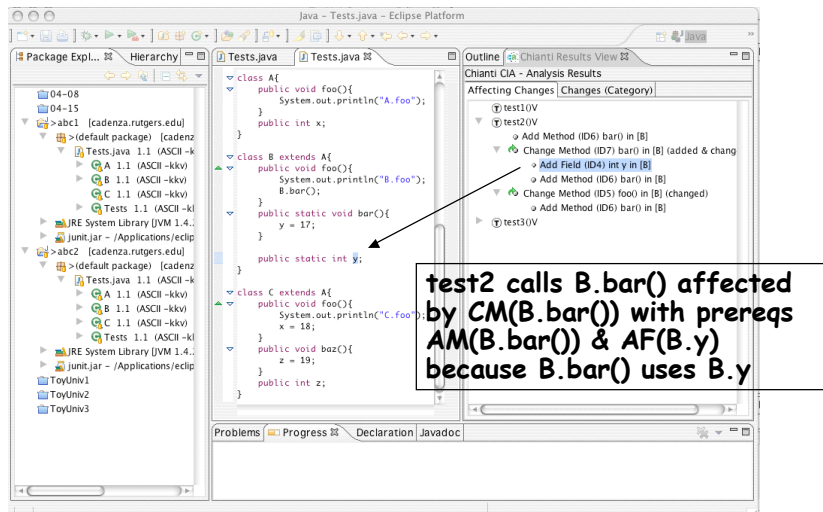 Java – Tests.java – Eclipse Platform
Java
Package Expl...
Hierarchy
04-08
04-15
>abc1 [cadenza.rutgers.edu]
>(default package) [cadenz
Tests.java 1.1 (ASCII -k
A 1.1 (ASCII -kkv)
B 1.1 (ASCII -kkv)
C 1.1 (ASCII -kkv)
Tests 1.1 (ASCII -kl
JRE System Library [JVM 1.4.
junit.jar - /Applications/eclip
>abc2 [cadenza.rutgers.edu]
>(default package) [cadenz
Tests.java 1.1 (ASCII -k
A 1.1 (ASCII -kkv)
B 1.1 (ASCII -kkv)
C 1.1 (ASCII -kkv)
Tests 1.1 (ASCII -kl
JRE System Library [JVM 1.4.
junit.jar - /Applications/eclip
ToyUniv1
ToyUniv2
ToyUniv3
Tests.java
Tests.java
class A{
public void foo(){
System.out.println("A.foo");
}
public int x;
}
class B extends A{
public void foo(){
System.out.println("B.foo");
B.bar();
}
public static void bar(){
y = 17;
}
public static int y;
}
class C extends A{
public void foo(){
System.out.println("C.foo");
x = 18;
}
public void baz(){
z = 19;
}
public int z;
}
Outline
Chianti Results View
Chianti CIA - Analysis Results
Affecting Changes
Changes (Category)
test1()V
test2()V
Add Method (ID6) bar() in [B]
Change Method (ID7) bar() in [B] (added & chang
Add Field (ID4) int y in [B]
Add Method (ID6) bar() in [B]
Change Method (ID5) foo() in [B] (changed)
Add Method (ID6) bar() in [B]
test3()V
test2 calls B.bar() affected
by CM(B.bar()) with prereqs
AM(B.bar()) & AF(B.y)
because B.bar() uses B.y
Problems
Progress
Declaration
Javadoc